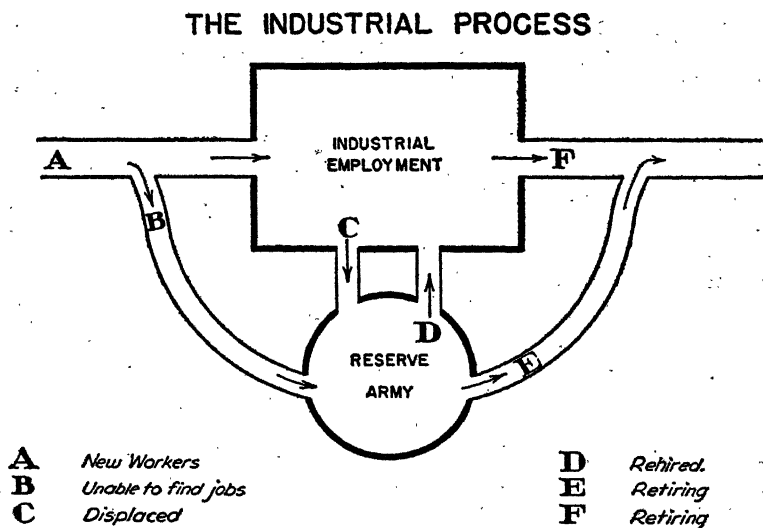 THE INDUSTRIAL PROCESS
A
INDUSTRIAL
EMPLOYMENT
F
B
C
D
RESERVE
ARMY
E
A New Workers
B Unable to find jobs
C Displaced
D Rehired.
E Retiring
F Retiring